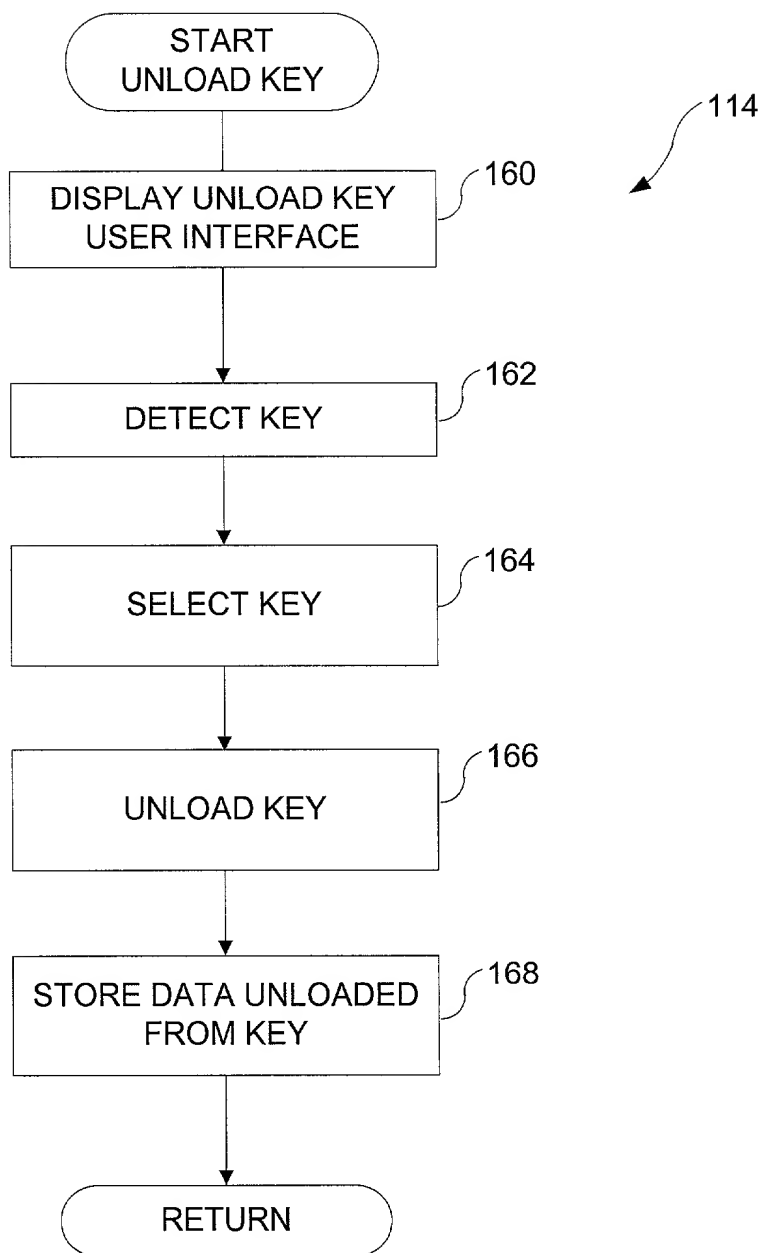 START
UNLOAD KEY
114
160
DISPLAY UNLOAD KEY
USER INTERFACE
162
DETECT KEY
164
SELECT KEY
166
UNLOAD KEY
168
STORE DATA UNLOADED
FROM KEY
RETURN